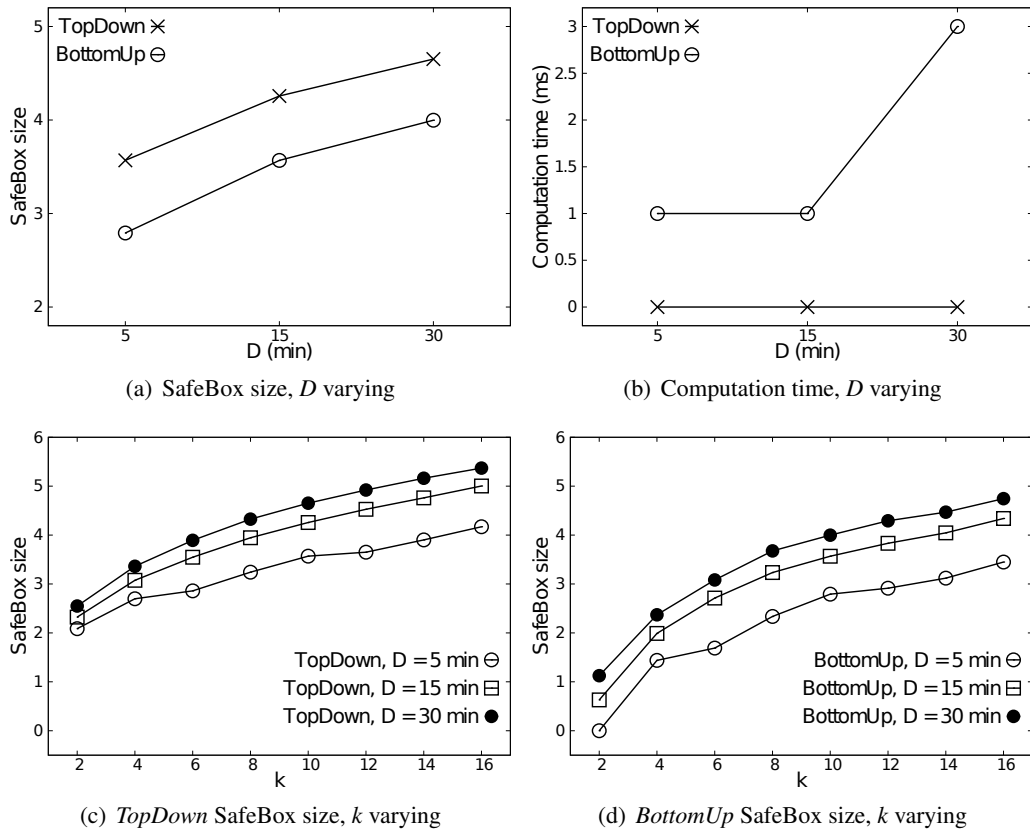 TopDown
BottomUp
5
4
3
2
SafeBox size
5
15
30
D (min)
(a) SafeBox size, D varying
TopDown
BottomUp
3
2.5
2
1.5
1
0.5
0
Computation time (ms)
5
15
30
D (min)
(b) Computation time, D varying
6
5
4
3
2
1
0
SafeBox size
TopDown, D = 5 min
TopDown, D = 15 min
TopDown, D = 30 min
2 4 6 8 10 12 14 16
k
(c) TopDown SafeBox size, k varying
6
5
4
3
2
1
0
SafeBox size
BottomUp, D = 5 min
BottomUp, D = 15 min
BottomUp, D = 30 min
2 4 6 8 10 12 14 16
k
(d) BottomUp SafeBox size, k varying